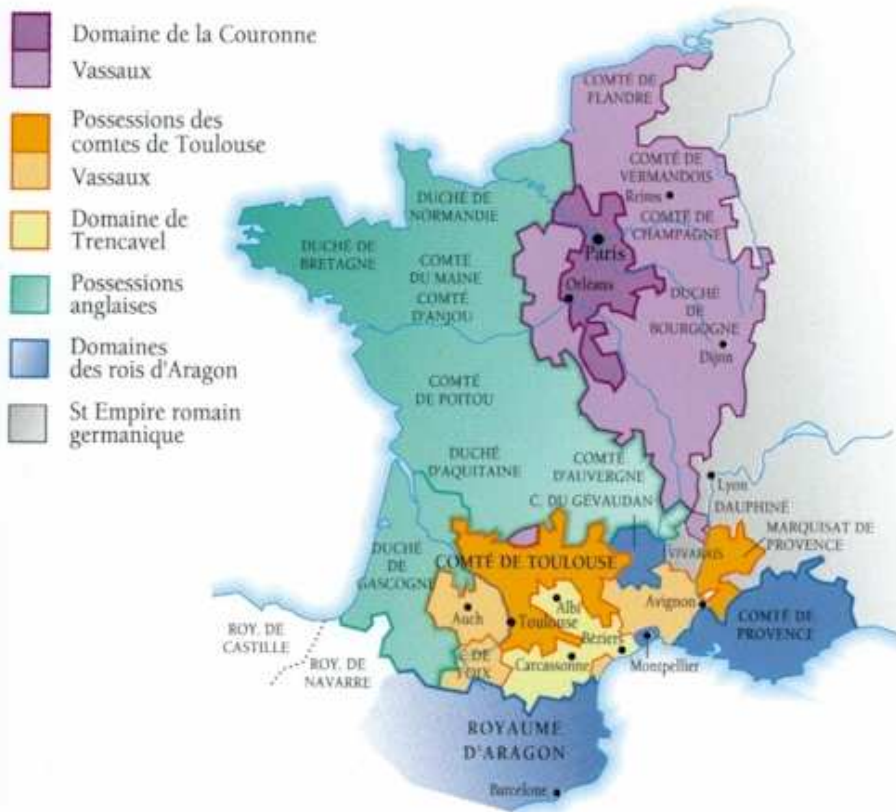 Domaine de la Couronne
Vassaux
Possessions des
comtes de Toulouse
Vassaux
Domaine de
Trencavel
Possessions
anglaises
Domaines
des rois d'Aragon
St Empire romain
germanique
COMTÉ DE
FLANDRE
COMTÉ DE
VERMANDOIS
Reims
COMTÉ DE
CHAMPAGNE
DUCHÉ DE
NORMANDIE
Paris
DUCHÉ DE
BRETAGNE
COMTÉ
DU MAINE
COMTÉ
D'ANJOU
Orléans
DUCHÉ
DE
BOURGOGNE
Dijon
COMTÉ
DE POITOU
DUCHÉ
D'AQUITAINE
COMTÉ
D'AUVERGNE
Lyon
C. DU GÉVAUDAN
DAUPHINÉ
MARQUISAT DE
PROVENCE
VIVARAIS
COMTÉ DE TOULOUSE
DUCHÉ
DE
GASCOGNE
Auch
Albi
Toulouse
Avignon
COMTÉ
DE
PROVENCE
ROY. DE
CASTILLE
ROY. DE
NAVARRE
C. DE
FOIX
Béziers
Carcassonne
Montpellier
ROYAUME
D'ARAGON
Barcelone